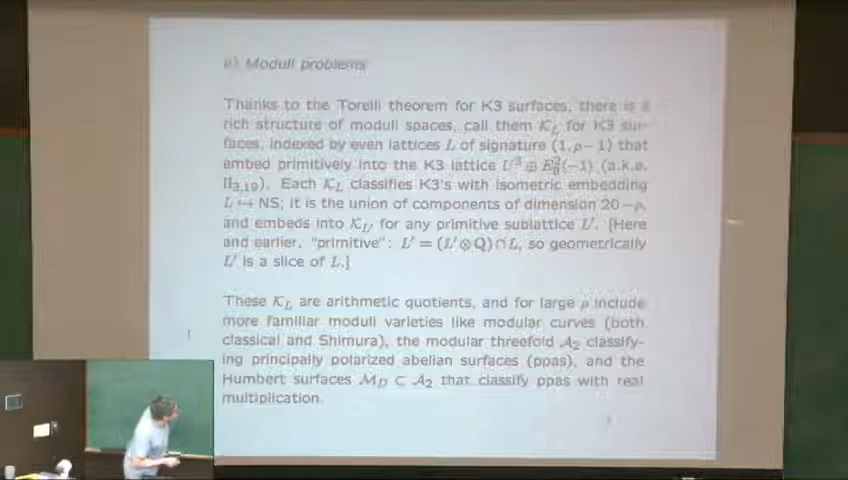 ii) Moduli problems
Thanks to the Torelli theorem for K3 surfaces, there is a
rich structure of moduli spaces, call them 𝒦_L for K3 sur-
faces, indexed by even lattices L of signature (1, ρ − 1) that
embed primitively into the K3 lattice U³ ⊕ E₈²(−1) (a.k.a.
II₃,₁₉). Each 𝒦_L classifies K3's with isometric embedding
L ↪ NS; it is the union of components of dimension 20 − ρ,
and embeds into 𝒦_L′ for any primitive sublattice L′. [Here
and earlier, "primitive": L′ = (L′ ⊗ Q) ∩ L, so geometrically
L′ is a slice of L.]
These 𝒦_L are arithmetic quotients, and for large ρ include
more familiar moduli varieties like modular curves (both
classical and Shimura), the modular threefold 𝒜₂ classify-
ing principally polarized abelian surfaces (ppas), and the
Humbert surfaces ℳ_D ⊂ 𝒜₂ that classify ppas with real
multiplication.